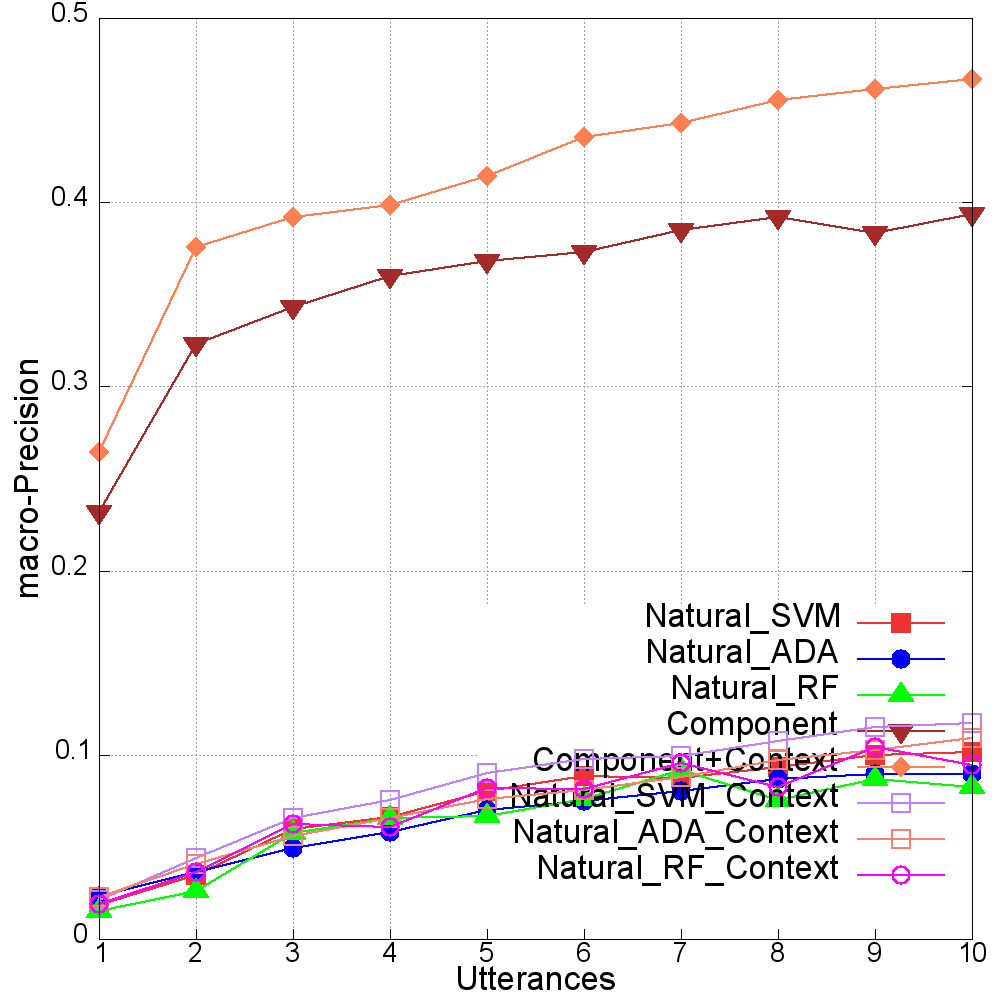 0.5
0.4
0.3
0.2
0.1
0
macro-Precision
Natural_SVM
Natural_ADA
Natural_RF
Component
Component+Context
Natural_SVM_Context
Natural_ADA_Context
Natural_RF_Context
1 2 3 4 5 6 7 8 9 10
Utterances